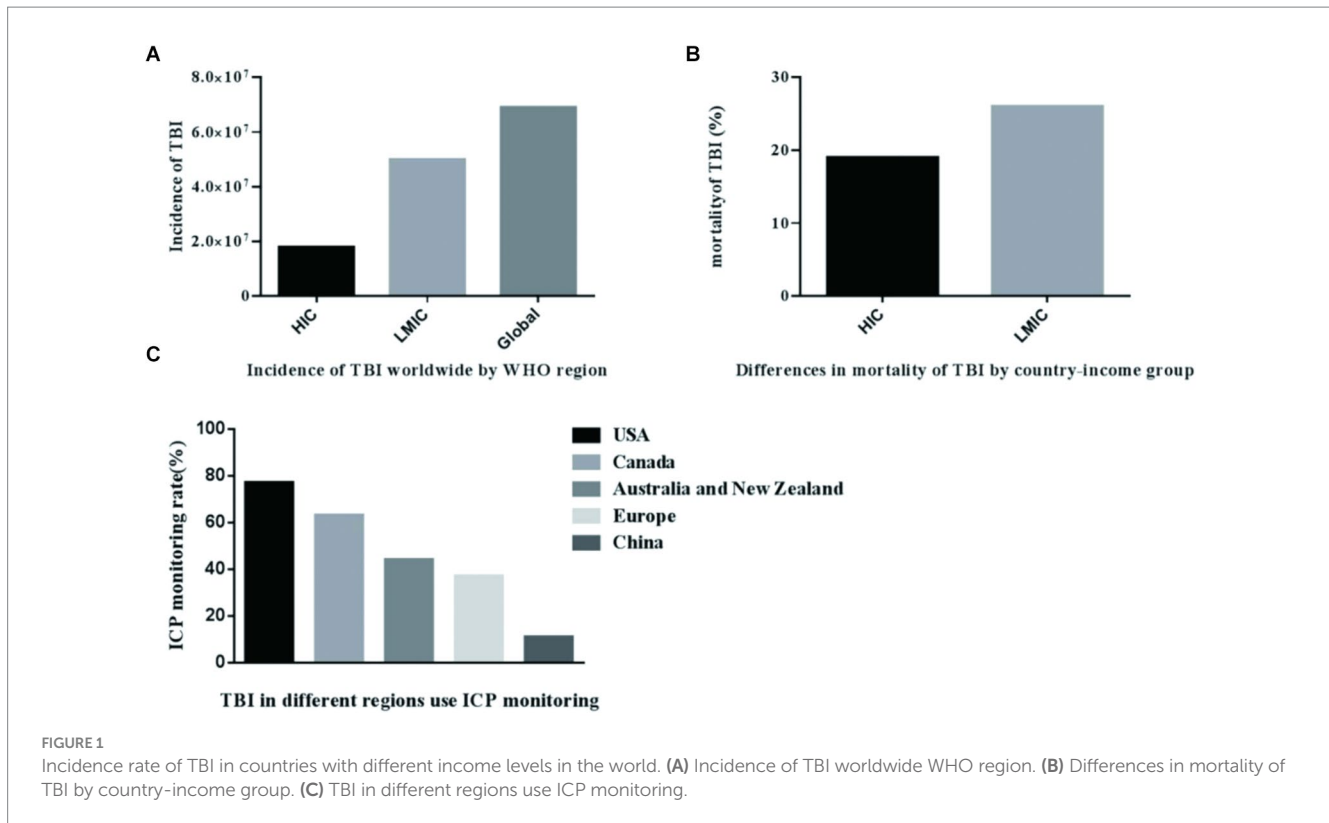 A
8.0×10⁷
6.0×10⁷
4.0×10⁷
2.0×10⁷
0
Incidence of TBI
HIC
LMIC
Global
Incidence of TBI worldwide by WHO region
B
30
20
10
0
mortalityof TBI (%)
HIC
LMIC
Differences in mortality of TBI by country-income group
C
100
80
60
40
20
0
ICP monitoring rate(%)
USA
Canada
Australia and New Zealand
Europe
China
TBI in different regions use ICP monitoring
FIGURE 1
Incidence rate of TBI in countries with different income levels in the world. (A) Incidence of TBI worldwide WHO region. (B) Differences in mortality of
TBI by country-income group. (C) TBI in different regions use ICP monitoring.